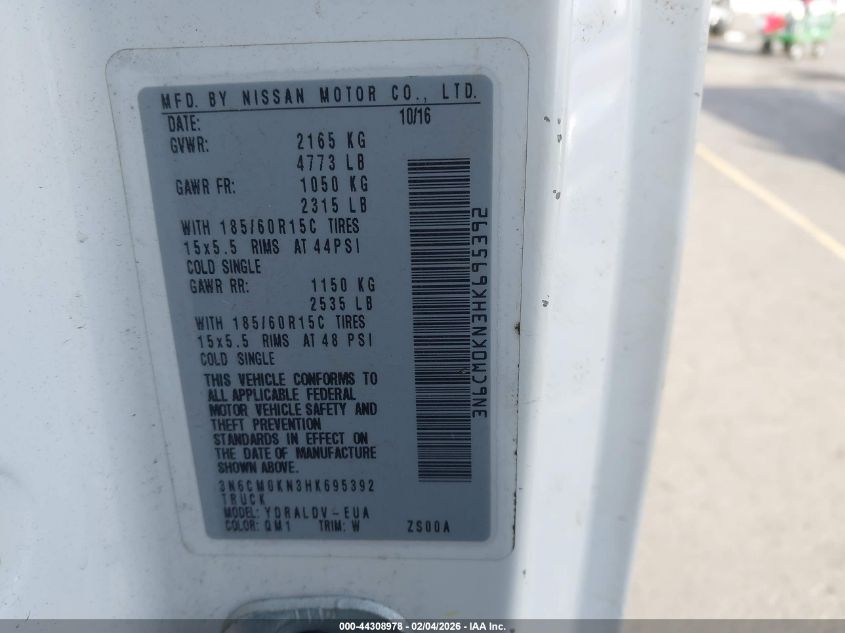 MFD. BY NISSAN MOTOR CO., LTD.
DATE: 10/16
GVWR: 2165 KG
4773 LB
GAWR FR: 1050 KG
2315 LB
WITH 185/60R15C TIRES
15x5.5 RIMS AT 44PSI
COLD SINGLE
GAWR RR: 1150 KG
2535 LB
WITH 185/60R15C TIRES
15x5.5 RIMS AT 48 PSI
COLD SINGLE
THIS VEHICLE CONFORMS TO
ALL APPLICABLE FEDERAL
MOTOR VEHICLE SAFETY AND
THEFT PREVENTION
STANDARDS IN EFFECT ON
THE DATE OF MANUFACTURE
SHOWN ABOVE.
3N6CM0KN3HK695392
TRUCK
MODEL: YDRALDV-EUA
COLOR: QM1 TRIM: W ZS00A
3N6CM0KN3HK695392
000-44308978 - 02/04/2026 - IAA Inc.